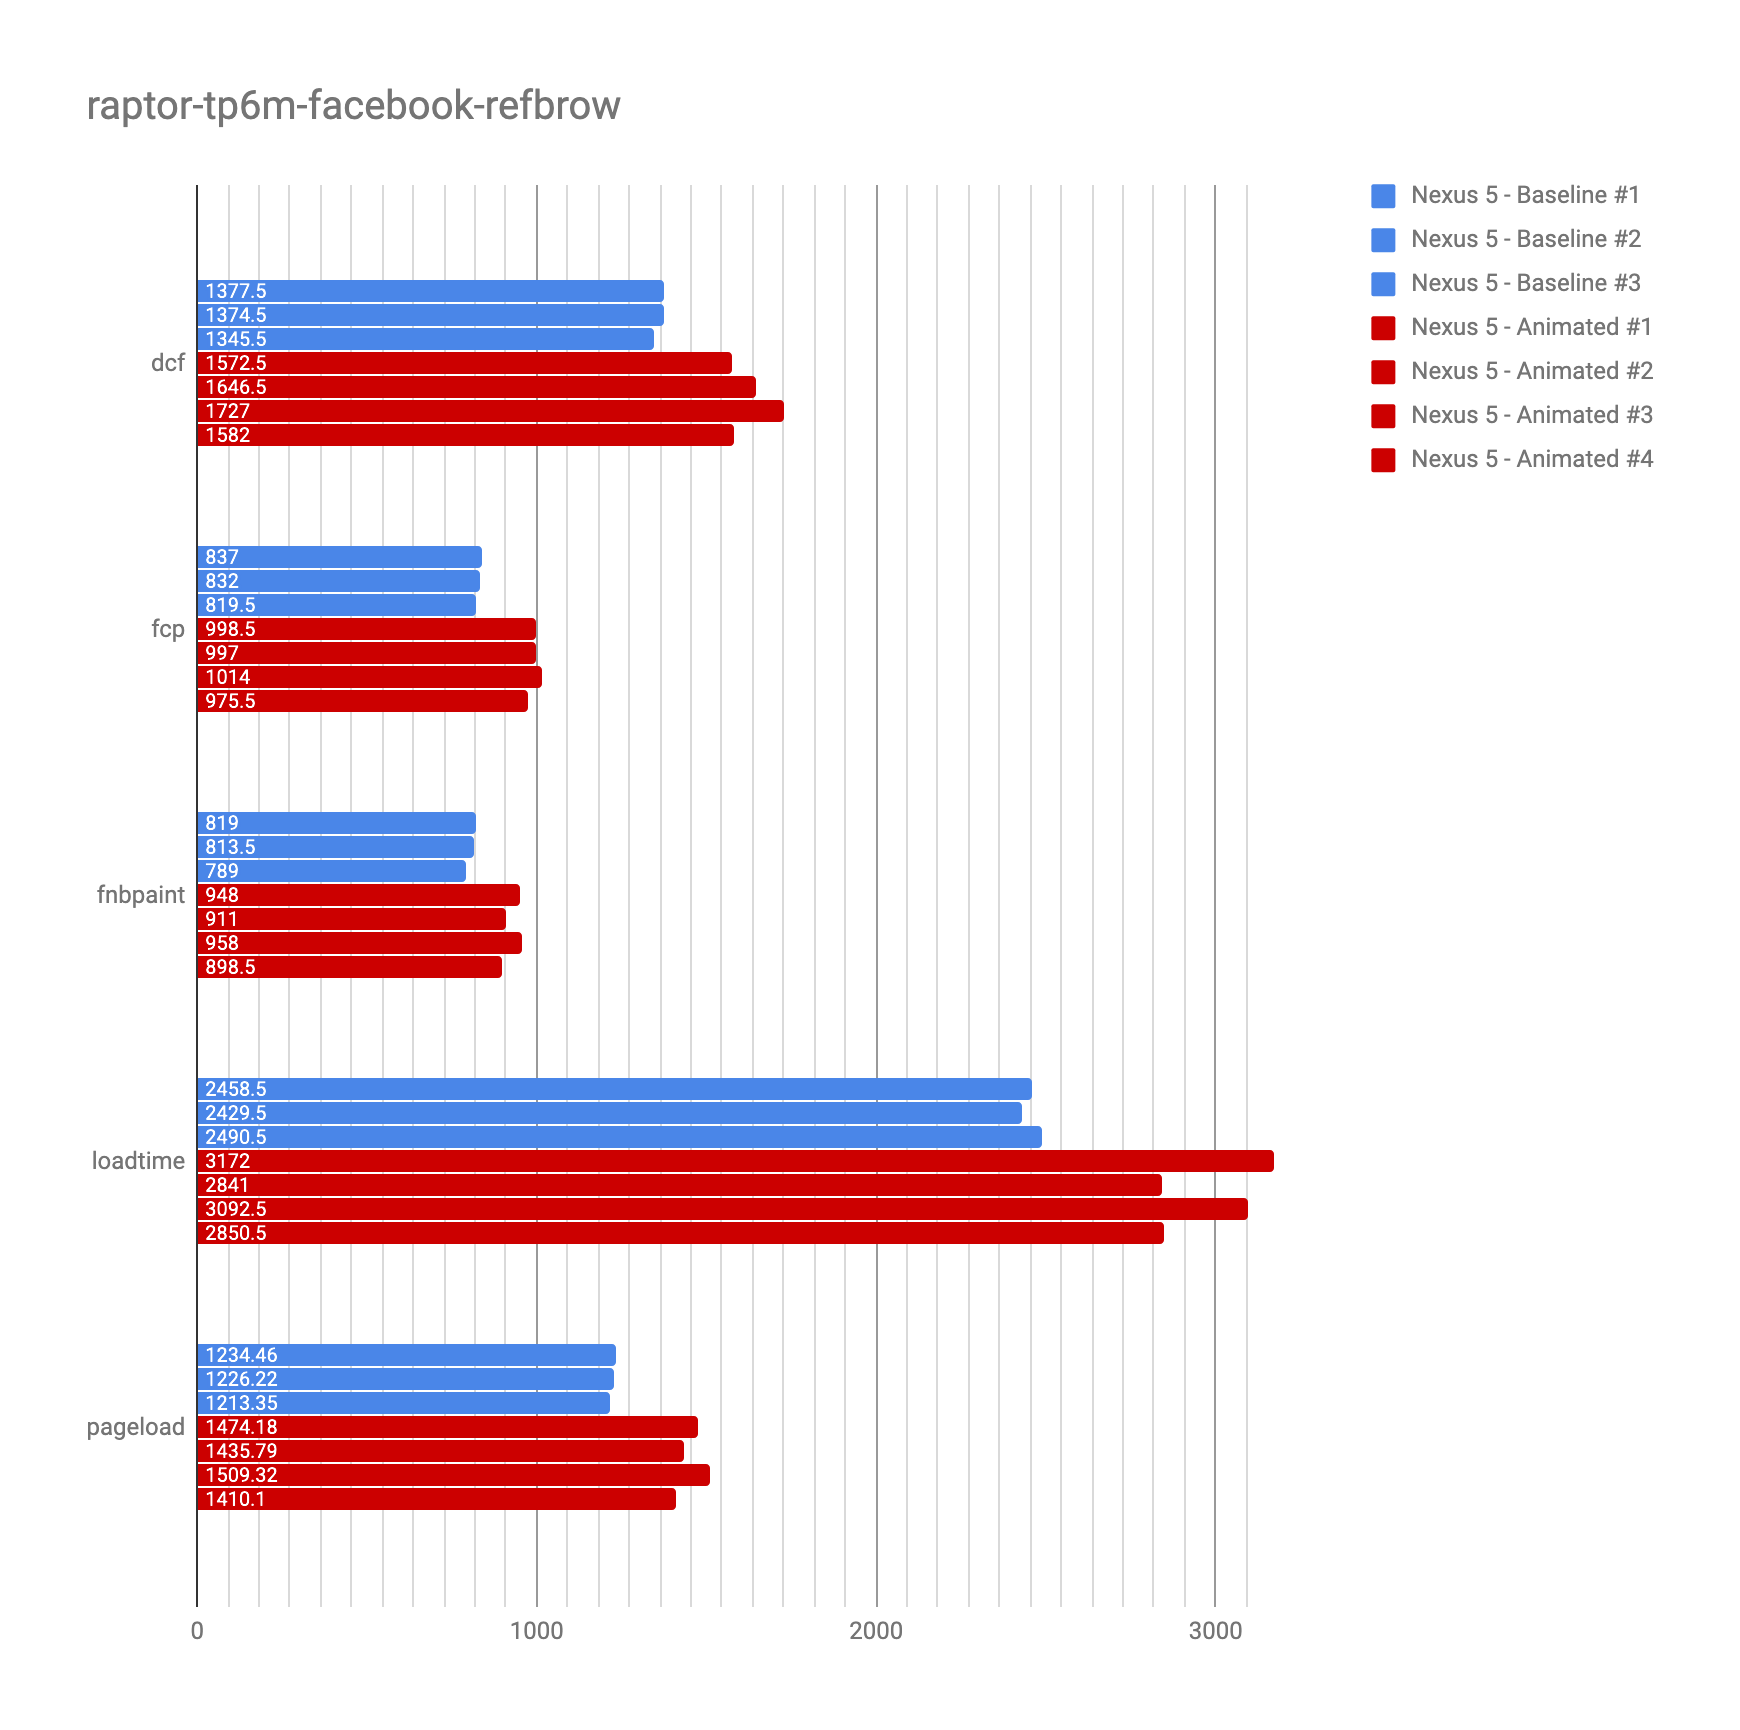 raptor-tp6m-facebook-refbrow
Nexus 5 - Baseline #1
Nexus 5 - Baseline #2
Nexus 5 - Baseline #3
Nexus 5 - Animated #1
Nexus 5 - Animated #2
Nexus 5 - Animated #3
Nexus 5 - Animated #4
dcf
1377.5
1374.5
1345.5
1572.5
1646.5
1727
1582
fcp
837
832
819.5
998.5
997
1014
975.5
fnbpaint
819
813.5
789
948
911
958
898.5
loadtime
2458.5
2429.5
2490.5
3172
2841
3092.5
2850.5
pageload
1234.46
1226.22
1213.35
1474.18
1435.79
1509.32
1410.1
0 1000 2000 3000